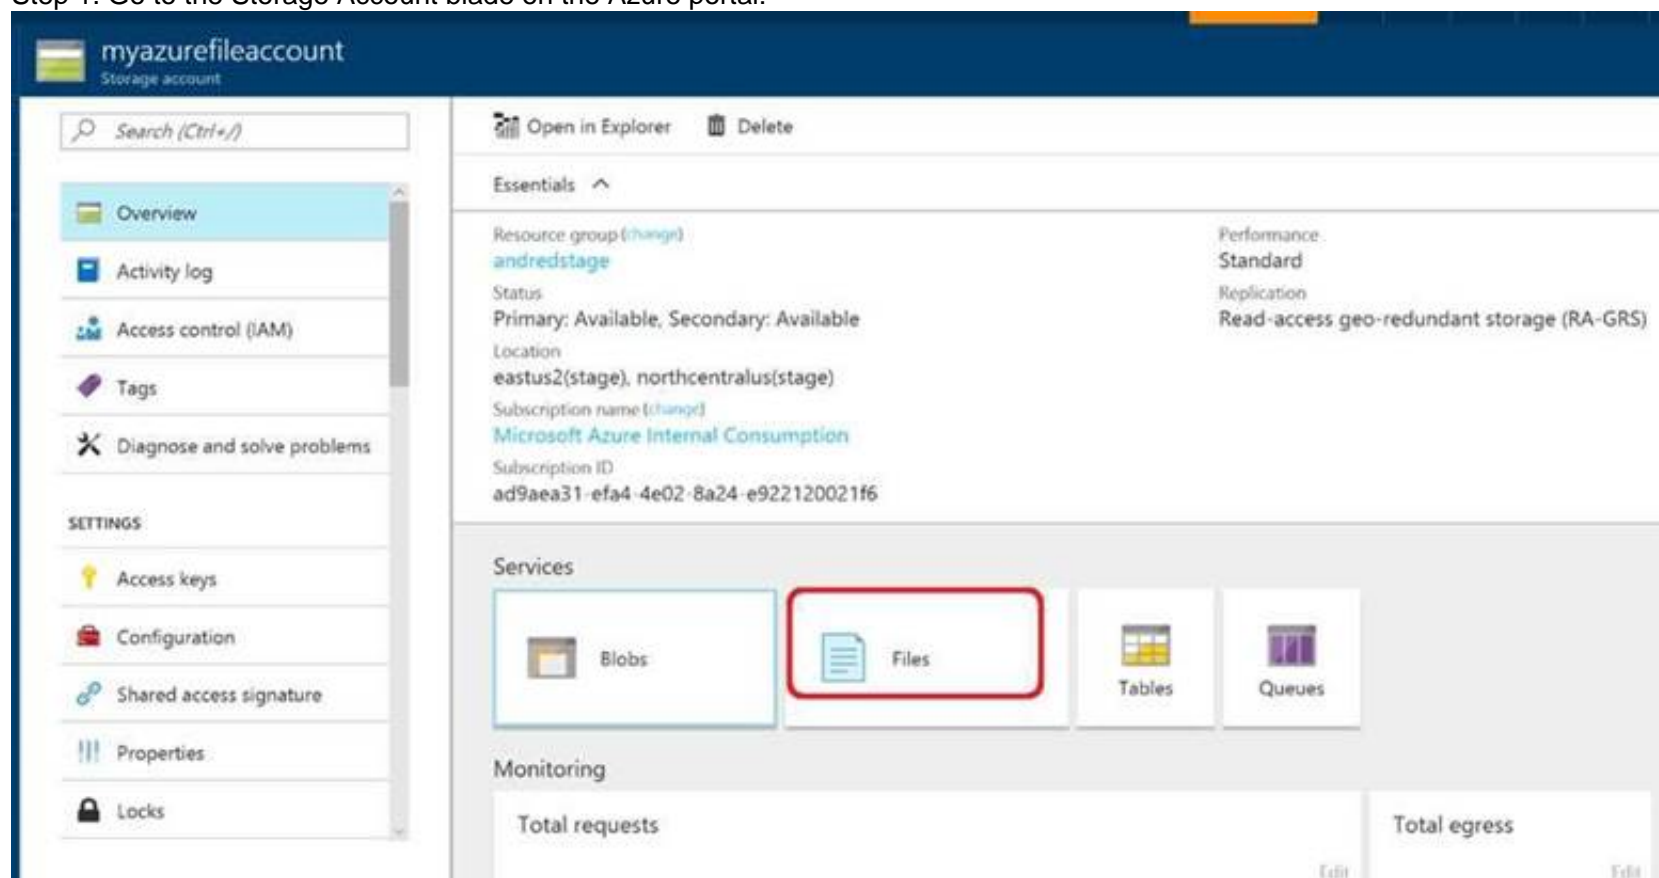 Step 1: Go to the Storage Account blade on the Azure portal.
myazurefileaccount
Storage account
Search (Ctrl+/)
Overview
Activity log
Access control (IAM)
Tags
Diagnose and solve problems
SETTINGS
Access keys
Configuration
Shared access signature
Properties
Locks
Open in Explorer Delete
Essentials
Resource group (change)
andredstage
Status
Primary: Available, Secondary: Available
Location
eastus2(stage), northcentralus(stage)
Subscription name (change)
Microsoft Azure Internal Consumption
Subscription ID
ad9aea31-efa4-4e02-8a24-e922120021f6
Performance
Standard
Replication
Read-access geo-redundant storage (RA-GRS)
Services
Blobs
Files
Tables
Queues
Monitoring
Total requests
Edit
Total egress
Edit